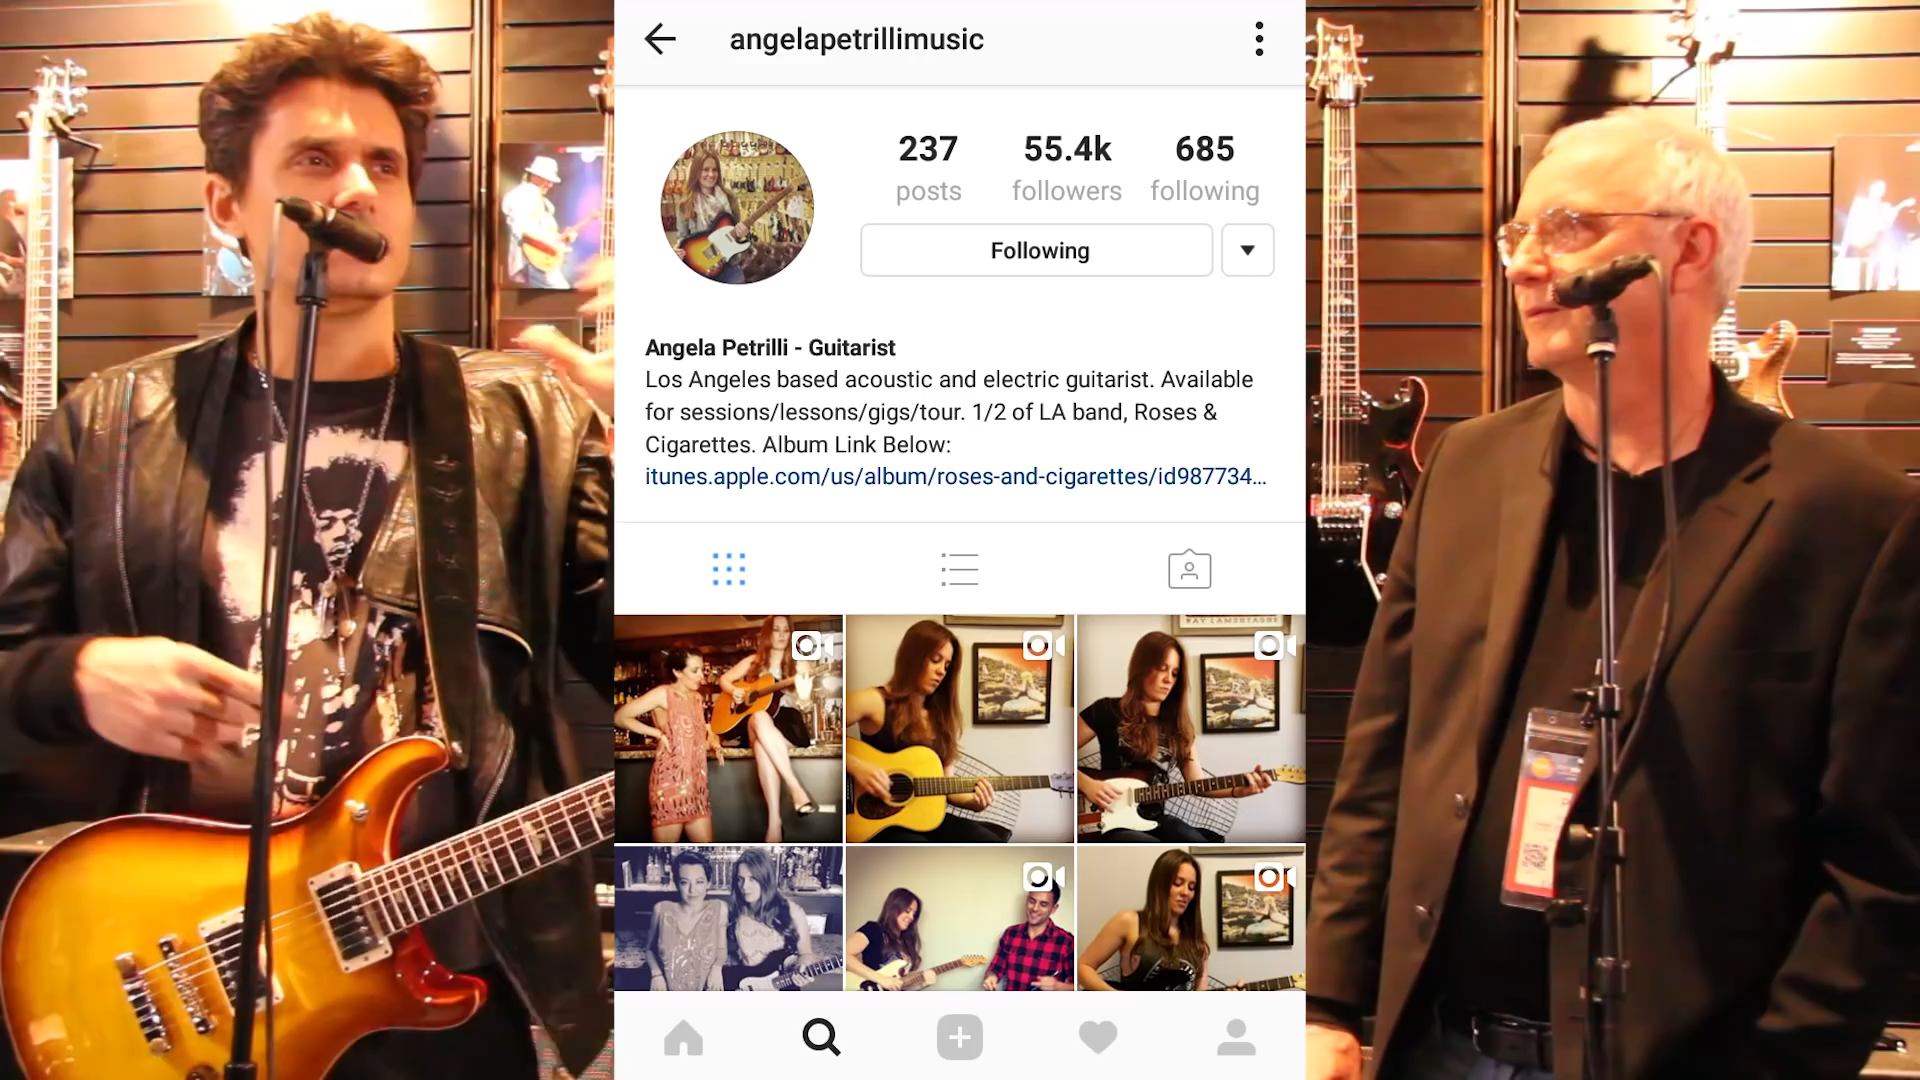 angelapetrillimusic
237 55.4k 685
posts followers following
Following
Angela Petrilli - Guitarist
Los Angeles based acoustic and electric guitarist. Available
for sessions/lessons/gigs/tour. 1/2 of LA band, Roses &
Cigarettes. Album Link Below:
itunes.apple.com/us/album/roses-and-cigarettes/id987734...
RAY LAMONTAGNE